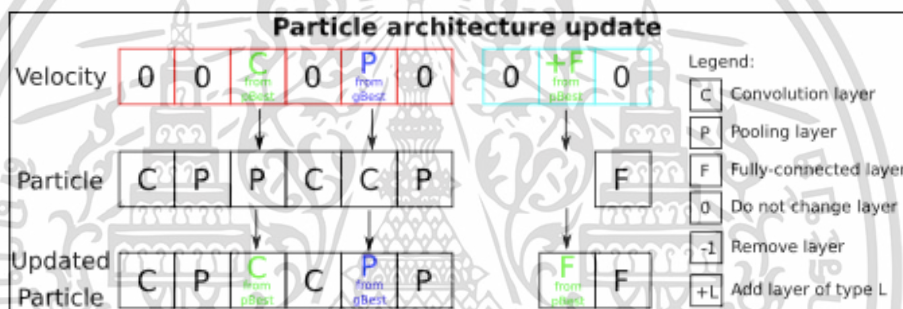 Particle architecture update
Velocity 0 0 C from pBest 0 P from gBest 0 0 +F from pBest 0
Particle C P P C C P F
Updated Particle C P C from pBest C P from gBest P F from pBest F
Legend:
C Convolution layer
P Pooling layer
F Fully-connected layer
0 Do not change layer
-1 Remove layer
+L Add layer of type L